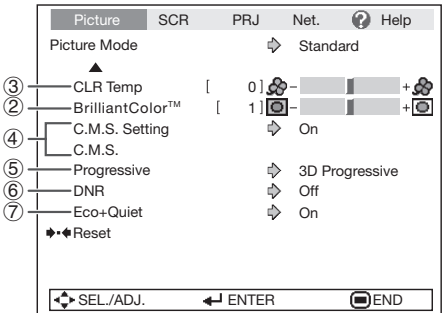 Picture SCR PRJ Net. ? Help
Picture Mode Standard
③ CLR Temp [ 0 ] − +
② BrilliantColor™ [ 1 ] − +
④ C.M.S. Setting On
C.M.S.
⑤ Progressive 3D Progressive
⑥ DNR Off
⑦ Eco+Quiet On
Reset
SEL./ADJ. ENTER END